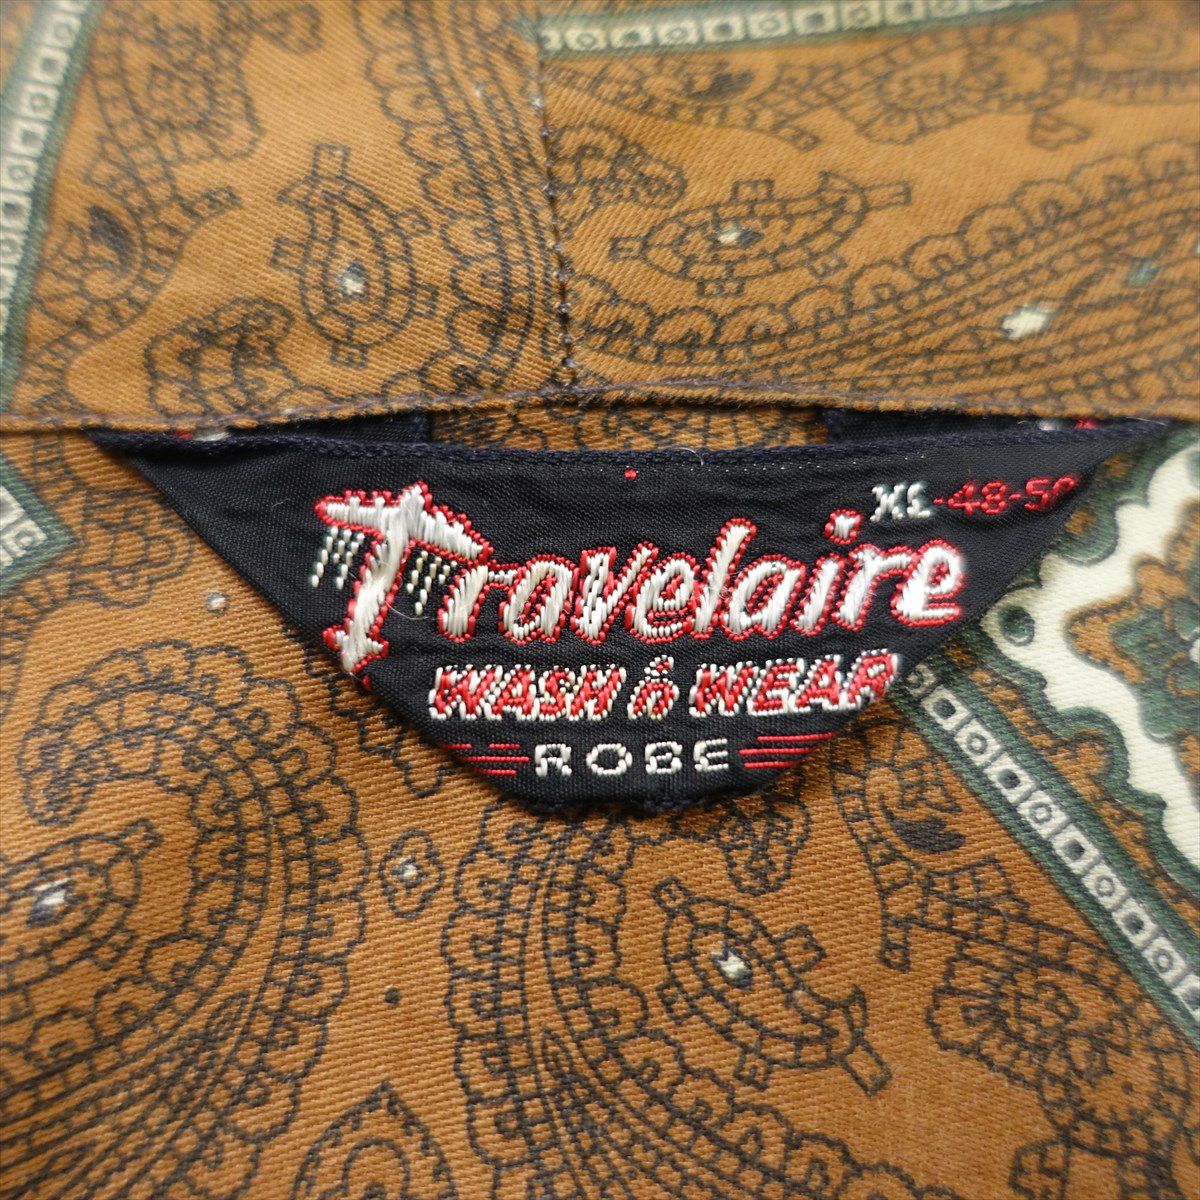 XL-48-50
Travelaire
WASH n WEAR
ROBE